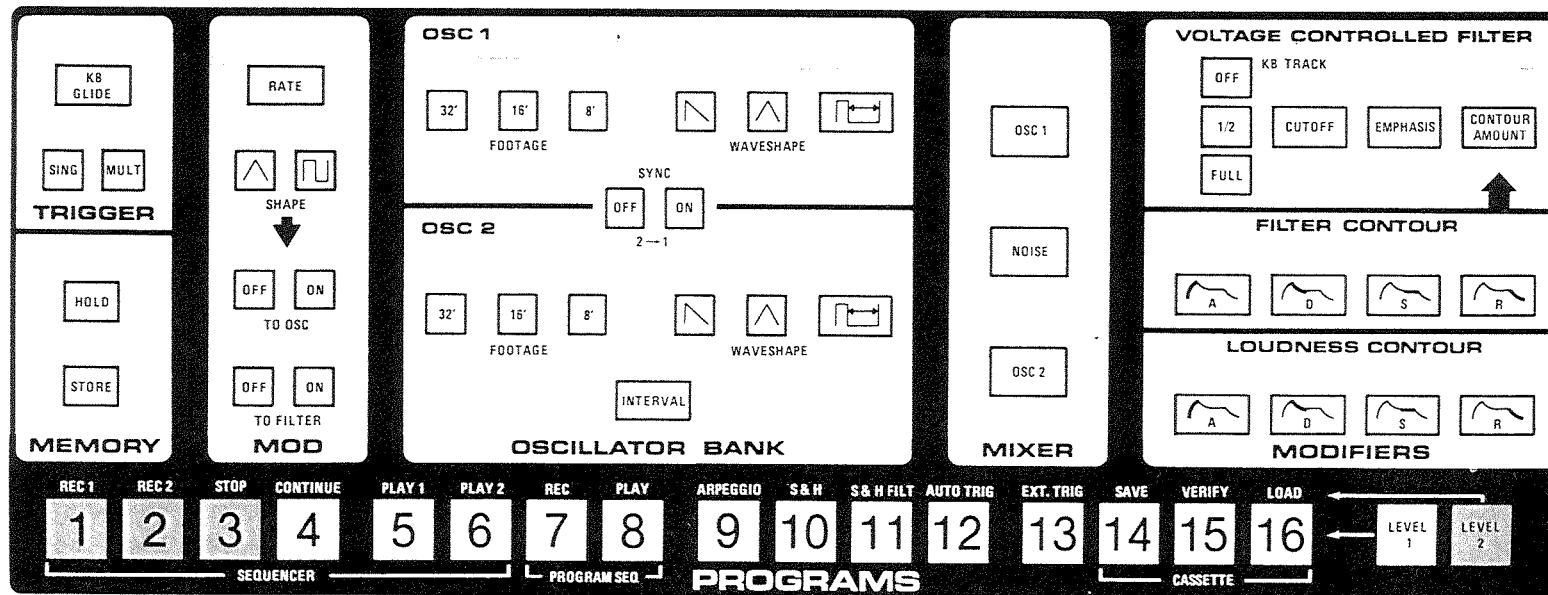 KB
GLIDE
SING MULT
TRIGGER
HOLD
STORE
MEMORY
RATE
SHAPE
OFF ON
TO OSC
OFF ON
TO FILTER
MOD
OSC 1
32' 16' 8'
FOOTAGE WAVESHAPE
SYNC
OFF ON
2→1
OSC 2
32' 16' 8'
FOOTAGE WAVESHAPE
INTERVAL
OSCILLATOR BANK
OSC 1
NOISE
OSC 2
MIXER
VOLTAGE CONTROLLED FILTER
OFF KB TRACK
1/2 CUTOFF EMPHASIS CONTOUR
AMOUNT
FULL
FILTER CONTOUR
A D S R
LOUDNESS CONTOUR
A D S R
MODIFIERS
REC 1 REC 2 STOP CONTINUE PLAY 1 PLAY 2 REC PLAY ARPEGGIO S & H S & H FILT AUTO TRIG EXT. TRIG SAVE VERIFY LOAD
1 2 3 4 5 6 7 8 9 10 11 12 13 14 15 16 LEVEL
1 LEVEL
2
SEQUENCER PROGRAM SEQ. PROGRAMS CASSETTE